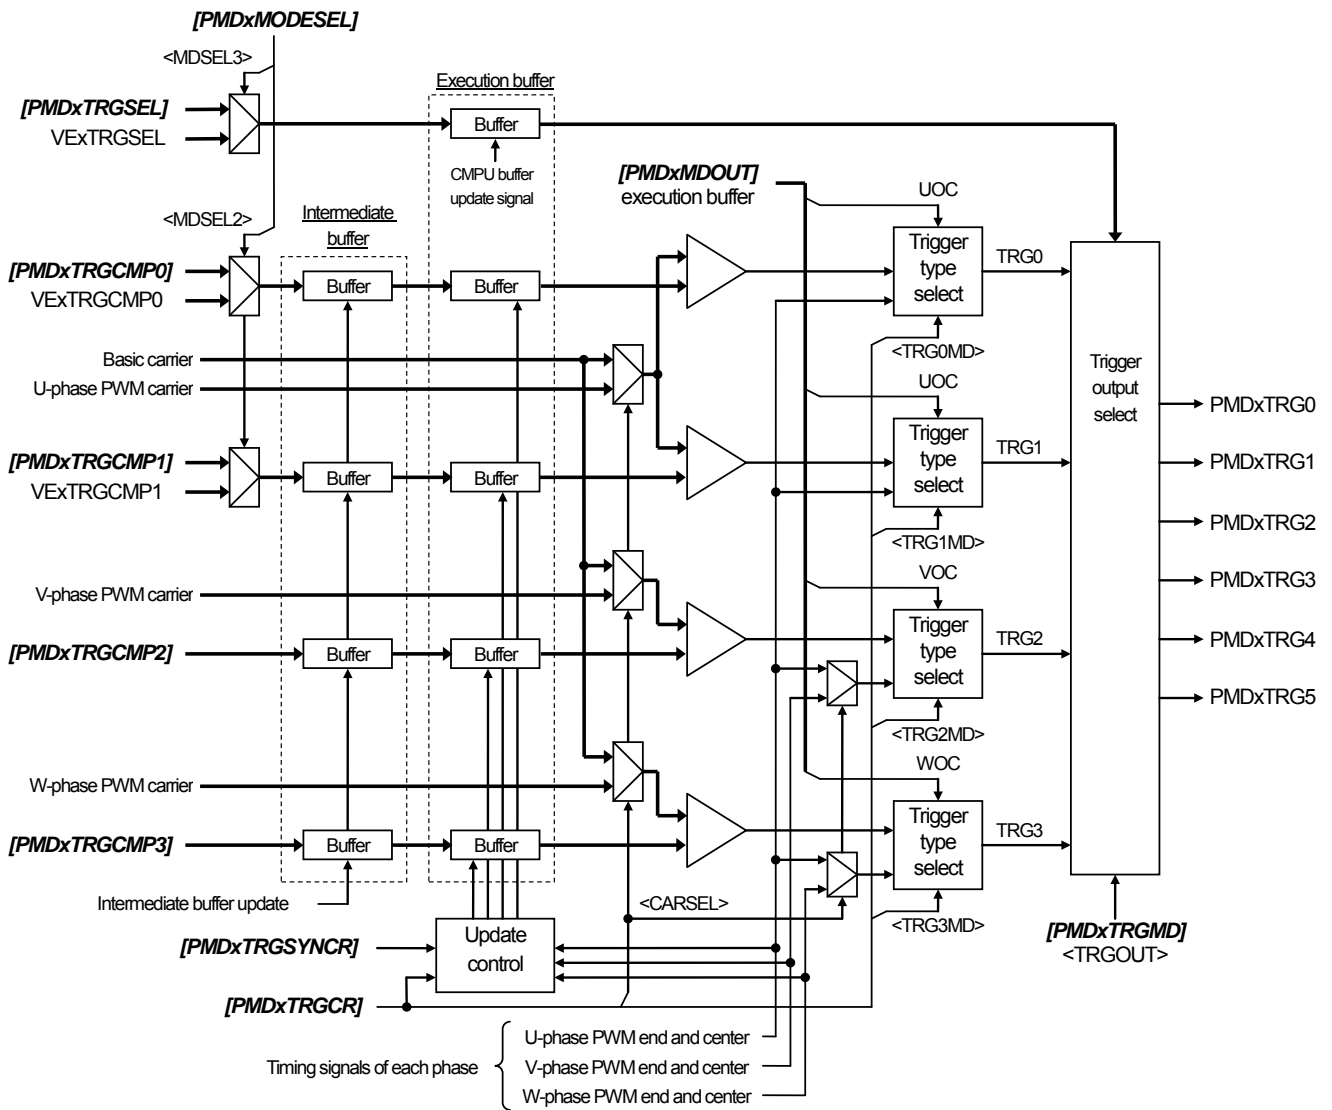 [PMDxMODESEL]
<MDSEL3>
Execution buffer
[PMDxTRGSEL]
VExTRGSEL
Buffer
CMPU buffer
update signal
[PMDxMDOUT]
execution buffer
UOC
<MDSEL2>
Intermediate
buffer
[PMDxTRGCMP0]
VExTRGCMP0
Buffer
Buffer
Trigger
type
select
TRG0
<TRG0MD>
Basic carrier
U-phase PWM carrier
UOC
Trigger
output
select
[PMDxTRGCMP1]
VExTRGCMP1
Buffer
Buffer
Trigger
type
select
TRG1
<TRG1MD>
PMDxTRG0
PMDxTRG1
PMDxTRG2
PMDxTRG3
PMDxTRG4
PMDxTRG5
V-phase PWM carrier
VOC
[PMDxTRGCMP2]
Buffer
Buffer
Trigger
type
select
TRG2
<TRG2MD>
W-phase PWM carrier
WOC
[PMDxTRGCMP3]
Buffer
Buffer
Trigger
type
select
TRG3
<TRG3MD>
Intermediate buffer update
<CARSEL>
[PMDxTRGMD]
<TRGOUT>
[PMDxTRGSYNCR]
Update
control
[PMDxTRGCR]
Timing signals of each phase
U-phase PWM end and center
V-phase PWM end and center
W-phase PWM end and center